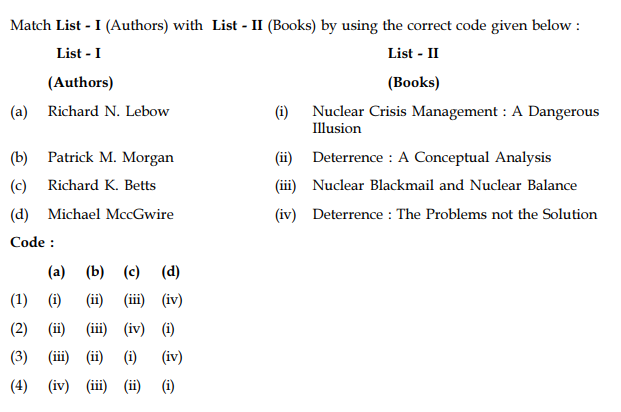 Match List - I (Authors) with List - II (Books) by using the correct code given below :
List - I List - II
(Authors) (Books)
(a) Richard N. Lebow (i) Nuclear Crisis Management : A Dangerous
Illusion
(b) Patrick M. Morgan (ii) Deterrence : A Conceptual Analysis
(c) Richard K. Betts (iii) Nuclear Blackmail and Nuclear Balance
(d) Michael MccGwire (iv) Deterrence : The Problems not the Solution
Code :
(a) (b) (c) (d)
(1) (i) (ii) (iii) (iv)
(2) (ii) (iii) (iv) (i)
(3) (iii) (ii) (i) (iv)
(4) (iv) (iii) (ii) (i)